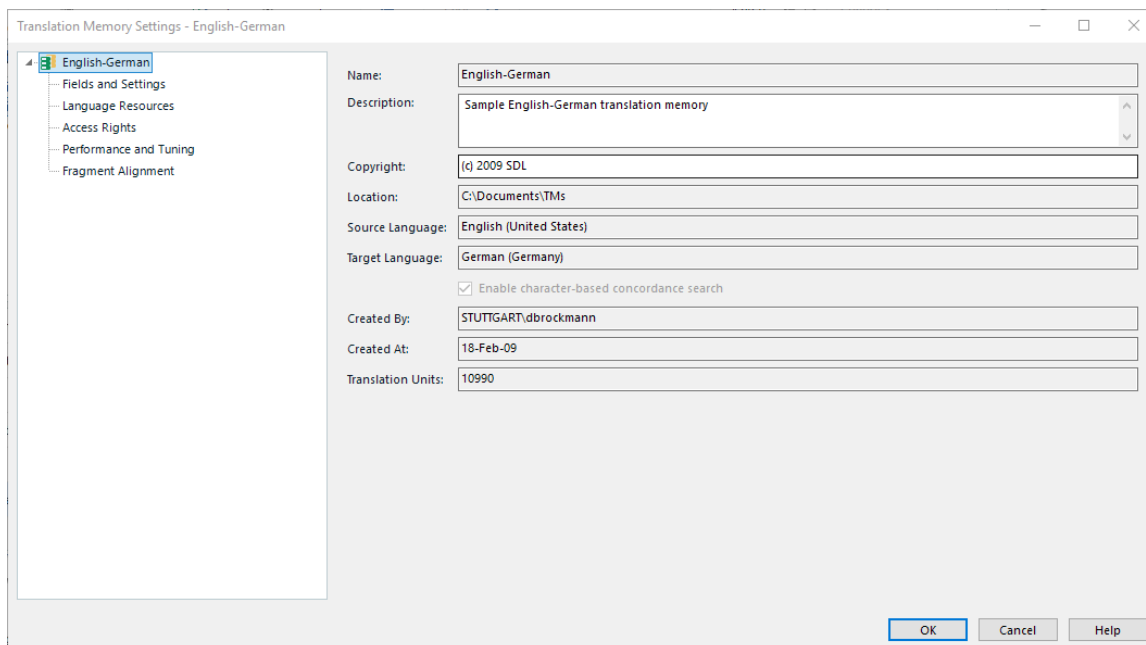 Translation Memory Settings - English-German
English-German
Fields and Settings
Language Resources
Access Rights
Performance and Tuning
Fragment Alignment
Name: English-German
Description: Sample English-German translation memory
Copyright: (c) 2009 SDL
Location: C:\Documents\TMs
Source Language: English (United States)
Target Language: German (Germany)
Enable character-based concordance search
Created By: STUTTGART\dbrockmann
Created At: 18-Feb-09
Translation Units: 10990
OK Cancel Help